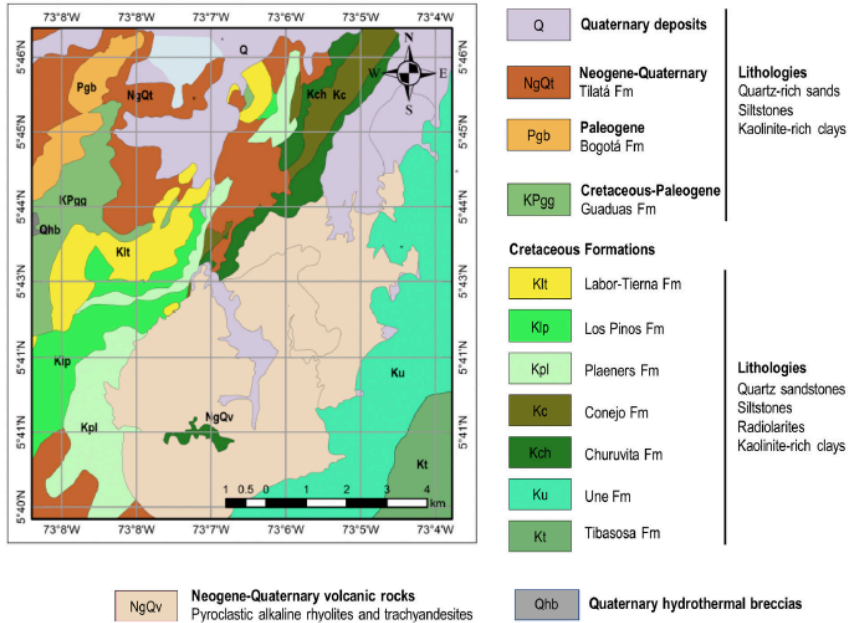 73°8'W 73°8'W 73°7'W 73°6'W 73°5'W 73°4'W
5°46'N
5°45'N
5°44'N
5°43'N
5°41'N
5°41'N
5°40'N
Q
N
W E
S
Pgb
NgQt
Kch Kc
KPgg
Qhb
Klt
Klp
Ku
NgQv
Kpl
Kt
1 0.5 0 1 2 3 4
km
5°46'N
5°45'N
5°44'N
5°43'N
5°41'N
5°41'N
5°40'N
73°8'W 73°8'W 73°7'W 73°6'W 73°5'W 73°4'W
Q Quaternary deposits
NgQt Neogene-Quaternary
Tilatá Fm
Pgb Paleogene
Bogotá Fm
KPgg Cretaceous-Paleogene
Guaduas Fm
Lithologies
Quartz-rich sands
Siltstones
Kaolinite-rich clays
Cretaceous Formations
Klt Labor-Tierna Fm
Klp Los Pinos Fm
Kpl Plaeners Fm
Kc Conejo Fm
Kch Churuvita Fm
Ku Une Fm
Kt Tibasosa Fm
Lithologies
Quartz sandstones
Siltstones
Radiolarites
Kaolinite-rich clays
NgQv Neogene-Quaternary volcanic rocks
Pyroclastic alkaline rhyolites and trachyandesites
Qhb Quaternary hydrothermal breccias